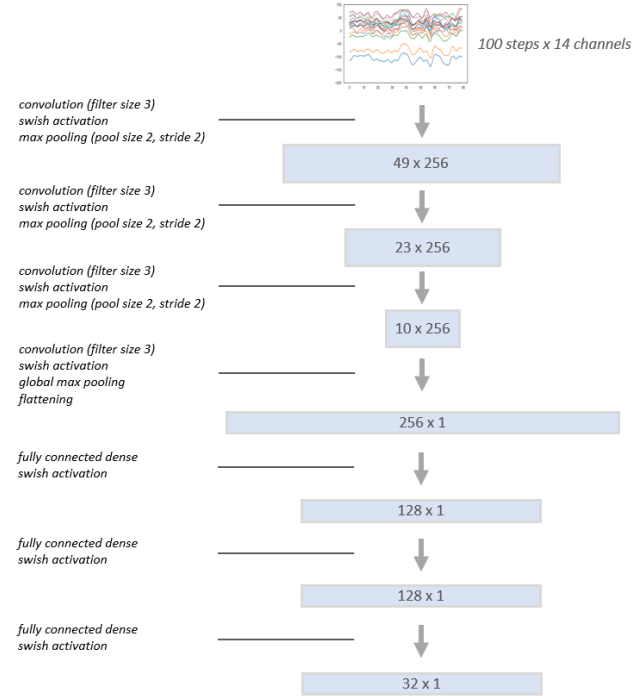 100 steps x 14 channels
convolution (filter size 3)
swish activation
max pooling (pool size 2, stride 2)
49 x 256
convolution (filter size 3)
swish activation
max pooling (pool size 2, stride 2)
23 x 256
convolution (filter size 3)
swish activation
max pooling (pool size 2, stride 2)
10 x 256
convolution (filter size 3)
swish activation
global max pooling
flattening
256 x 1
fully connected dense
swish activation
128 x 1
fully connected dense
swish activation
128 x 1
fully connected dense
swish activation
32 x 1